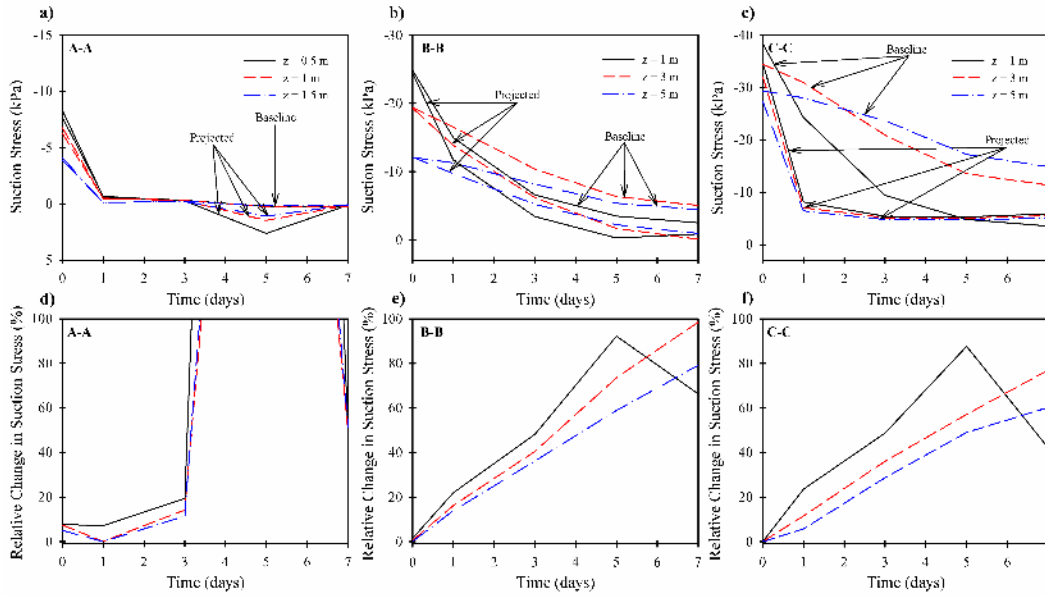 a)
A-A
-15
-10
-5
0
5
Suction Stress (kPa)
z = 0.5 m
z = 1 m
z = 1.5 m
Projected
Baseline
0 1 2 3 4 5 6 7
Time (days)
b)
B-B
-30
-20
-10
0
Suction Stress (kPa)
z = 1 m
z = 3 m
z = 5 m
Projected
Baseline
0 1 2 3 4 5 6 7
Time (days)
c)
C-C
-40
-30
-20
-10
0
Suction Stress (kPa)
Baseline
z = 1 m
z = 3 m
z = 5 m
Projected
0 1 2 3 4 5 6
Time (days)
d)
A-A
100
80
60
40
20
0
Relative Change in Suction Stress (%)
0 1 2 3 4 5 6 7
Time (days)
e)
B-B
100
80
60
40
20
0
Relative Change in Suction Stress (%)
0 1 2 3 4 5 6 7
Time (days)
f)
C-C
100
80
60
40
20
0
Relative Change in Suction Stress (%)
0 1 2 3 4 5 6
Time (days)